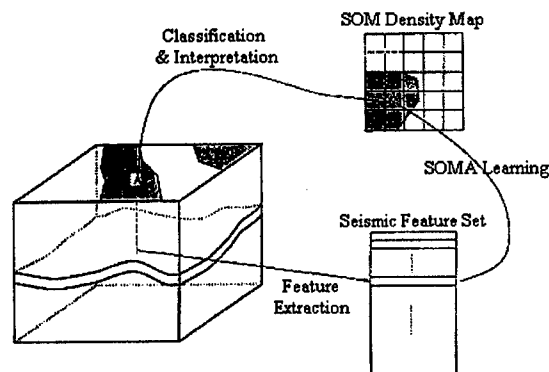 Classification
& Interpretation
SOM Density Map
SOMA Learning
Seismic Feature Set
Feature
Extraction